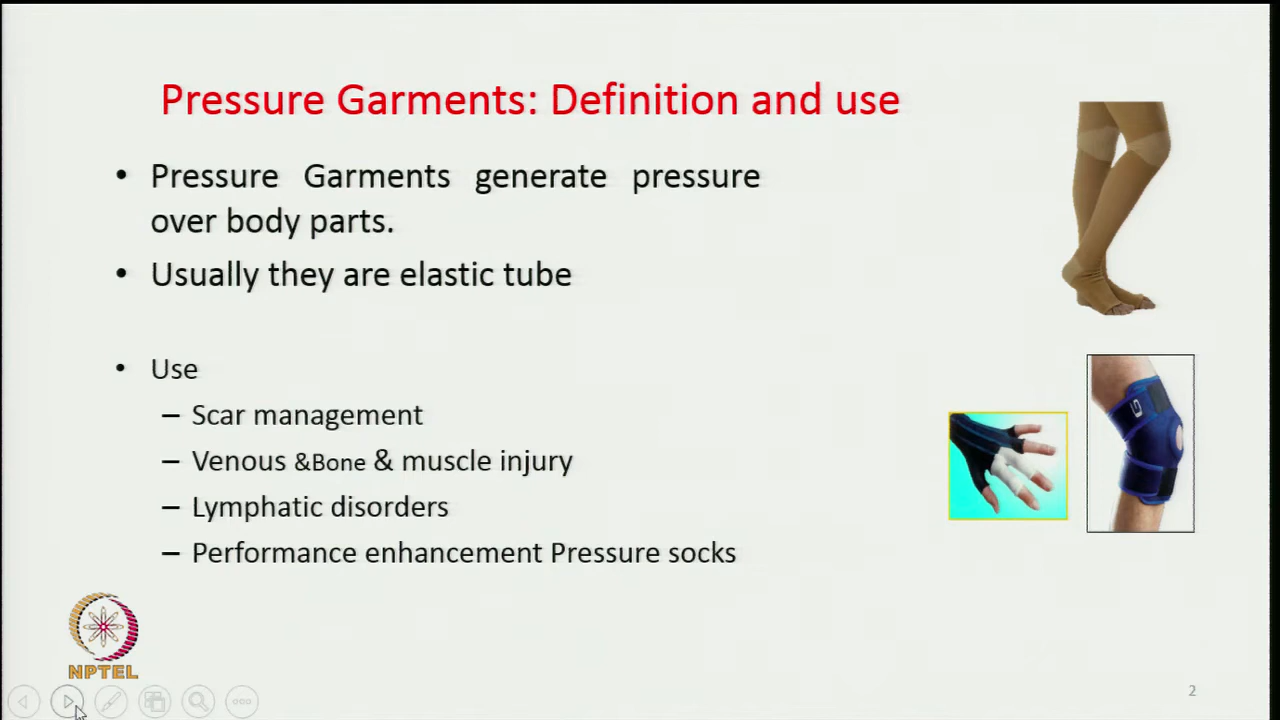 Pressure Garments: Definition and use
• Pressure Garments generate pressure
over body parts.
• Usually they are elastic tube
• Use
– Scar management
– Venous &Bone & muscle injury
– Lymphatic disorders
– Performance enhancement Pressure socks
NPTEL
2